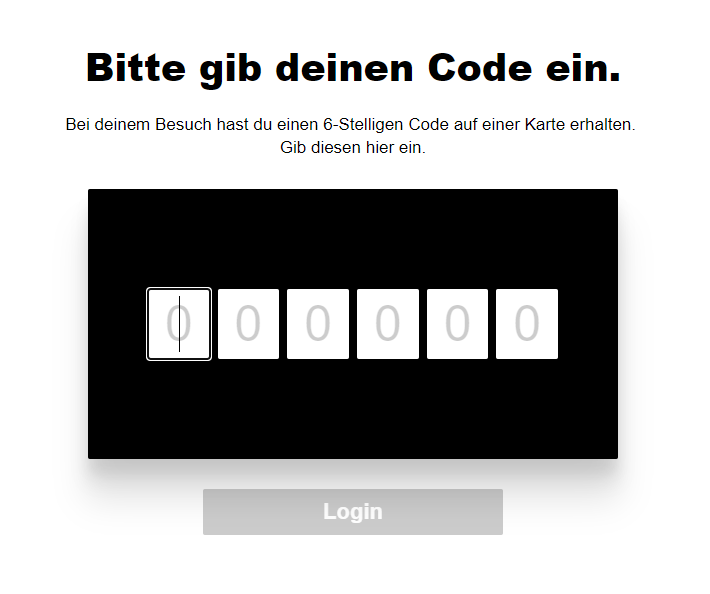 Bitte gib deinen Code ein.
Bei deinem Besuch hast du einen 6-Stelligen Code auf einer Karte erhalten.
Gib diesen hier ein.
0 0 0 0 0 0
Login